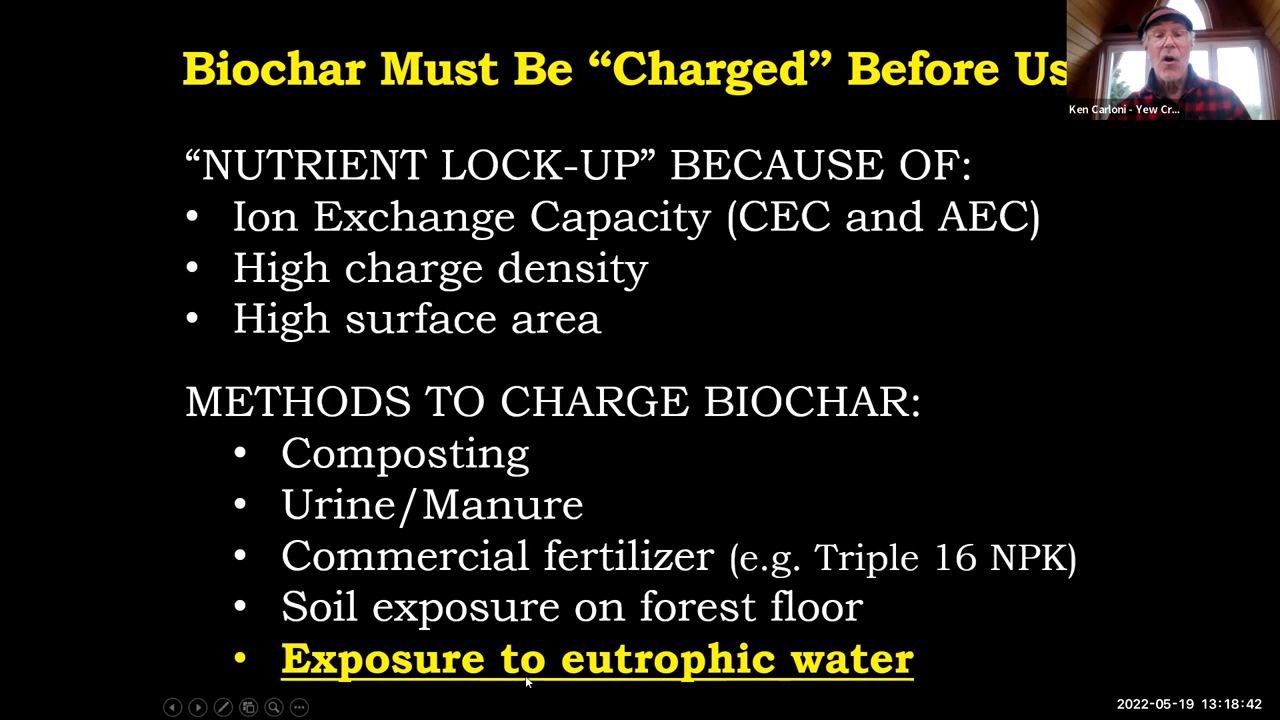 Biochar Must Be “Charged” Before Us
Ken Carloni - Yew Cr...
“NUTRIENT LOCK-UP” BECAUSE OF:
• Ion Exchange Capacity (CEC and AEC)
• High charge density
• High surface area
METHODS TO CHARGE BIOCHAR:
• Composting
• Urine/Manure
• Commercial fertilizer (e.g. Triple 16 NPK)
• Soil exposure on forest floor
• Exposure to eutrophic water
2022-05-19 13:18:42